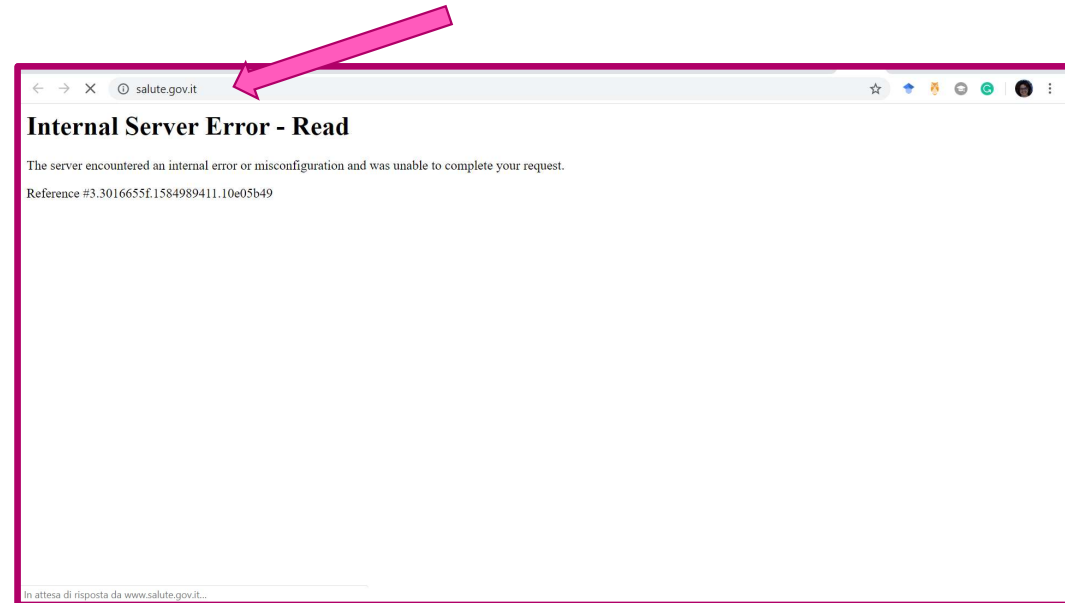 salute.gov.it
Internal Server Error - Read
The server encountered an internal error or misconfiguration and was unable to complete your request.
Reference #3.3016655f.1584989411.10e05b49
In attesa di risposta da www.salute.gov.it...